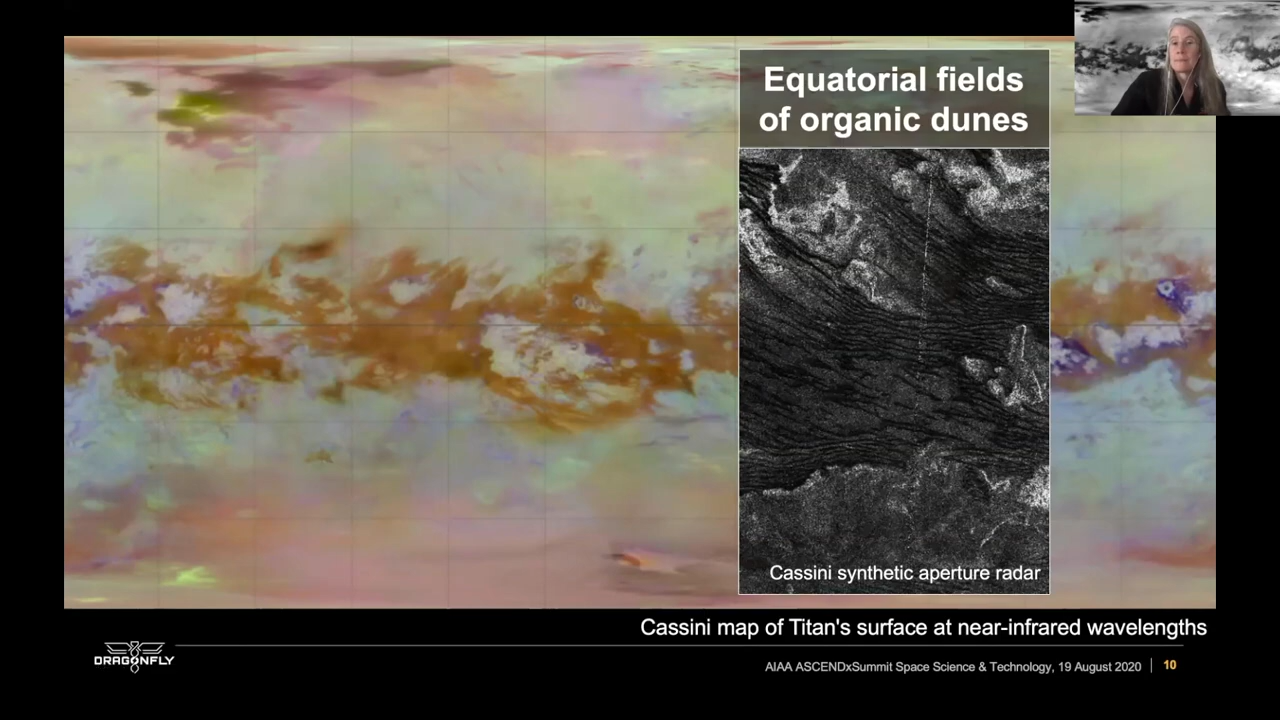 Equatorial fields
of organic dunes
Cassini synthetic aperture radar
Cassini map of Titan's surface at near-infrared wavelengths
DRAGONFLY
AIAA ASCENDxSummit Space Science & Technology, 19 August 2020 | 10